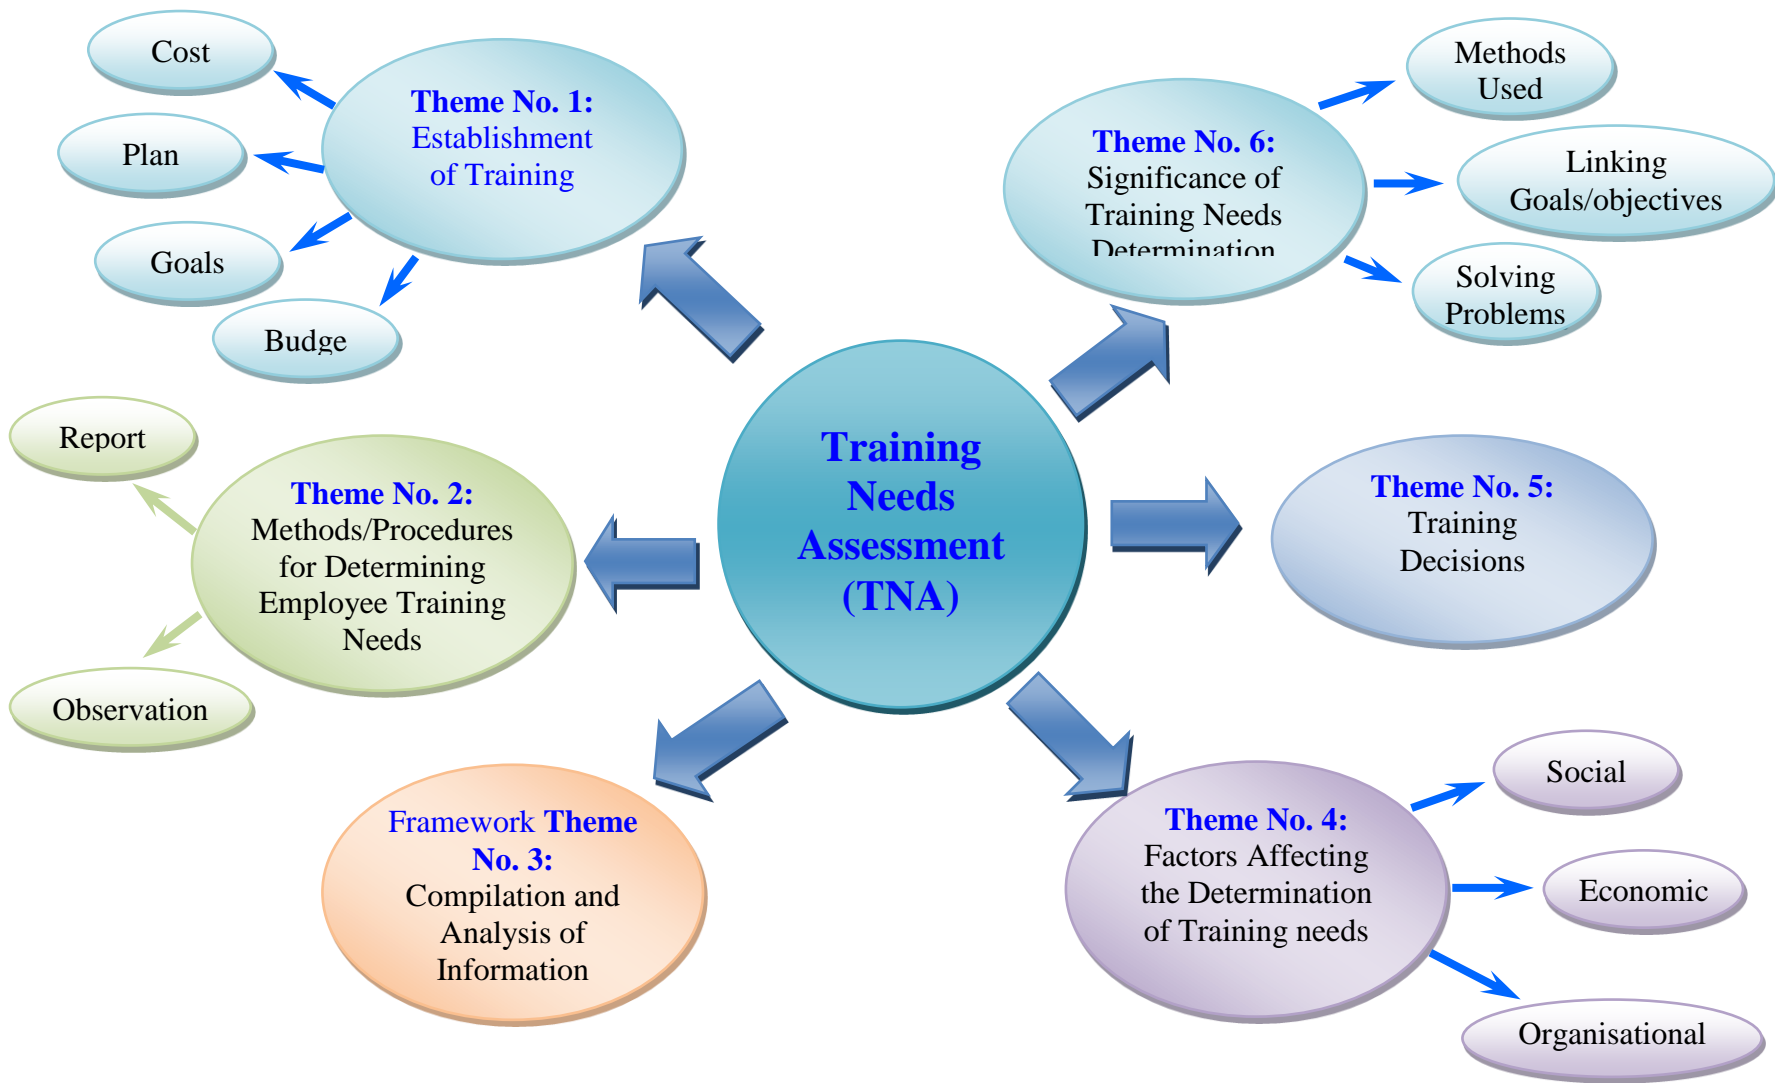 Cost
Plan
Goals
Budge
Theme No. 1:
Establishment
of Training
Theme No. 6:
Significance of
Training Needs
Determination
Methods
Used
Linking
Goals/objectives
Solving
Problems
Report
Observation
Theme No. 2:
Methods/Procedures
for Determining
Employee Training
Needs
Training
Needs
Assessment
(TNA)
Theme No. 5:
Training
Decisions
Framework Theme
No. 3:
Compilation and
Analysis of
Information
Theme No. 4:
Factors Affecting
the Determination
of Training needs
Social
Economic
Organisational